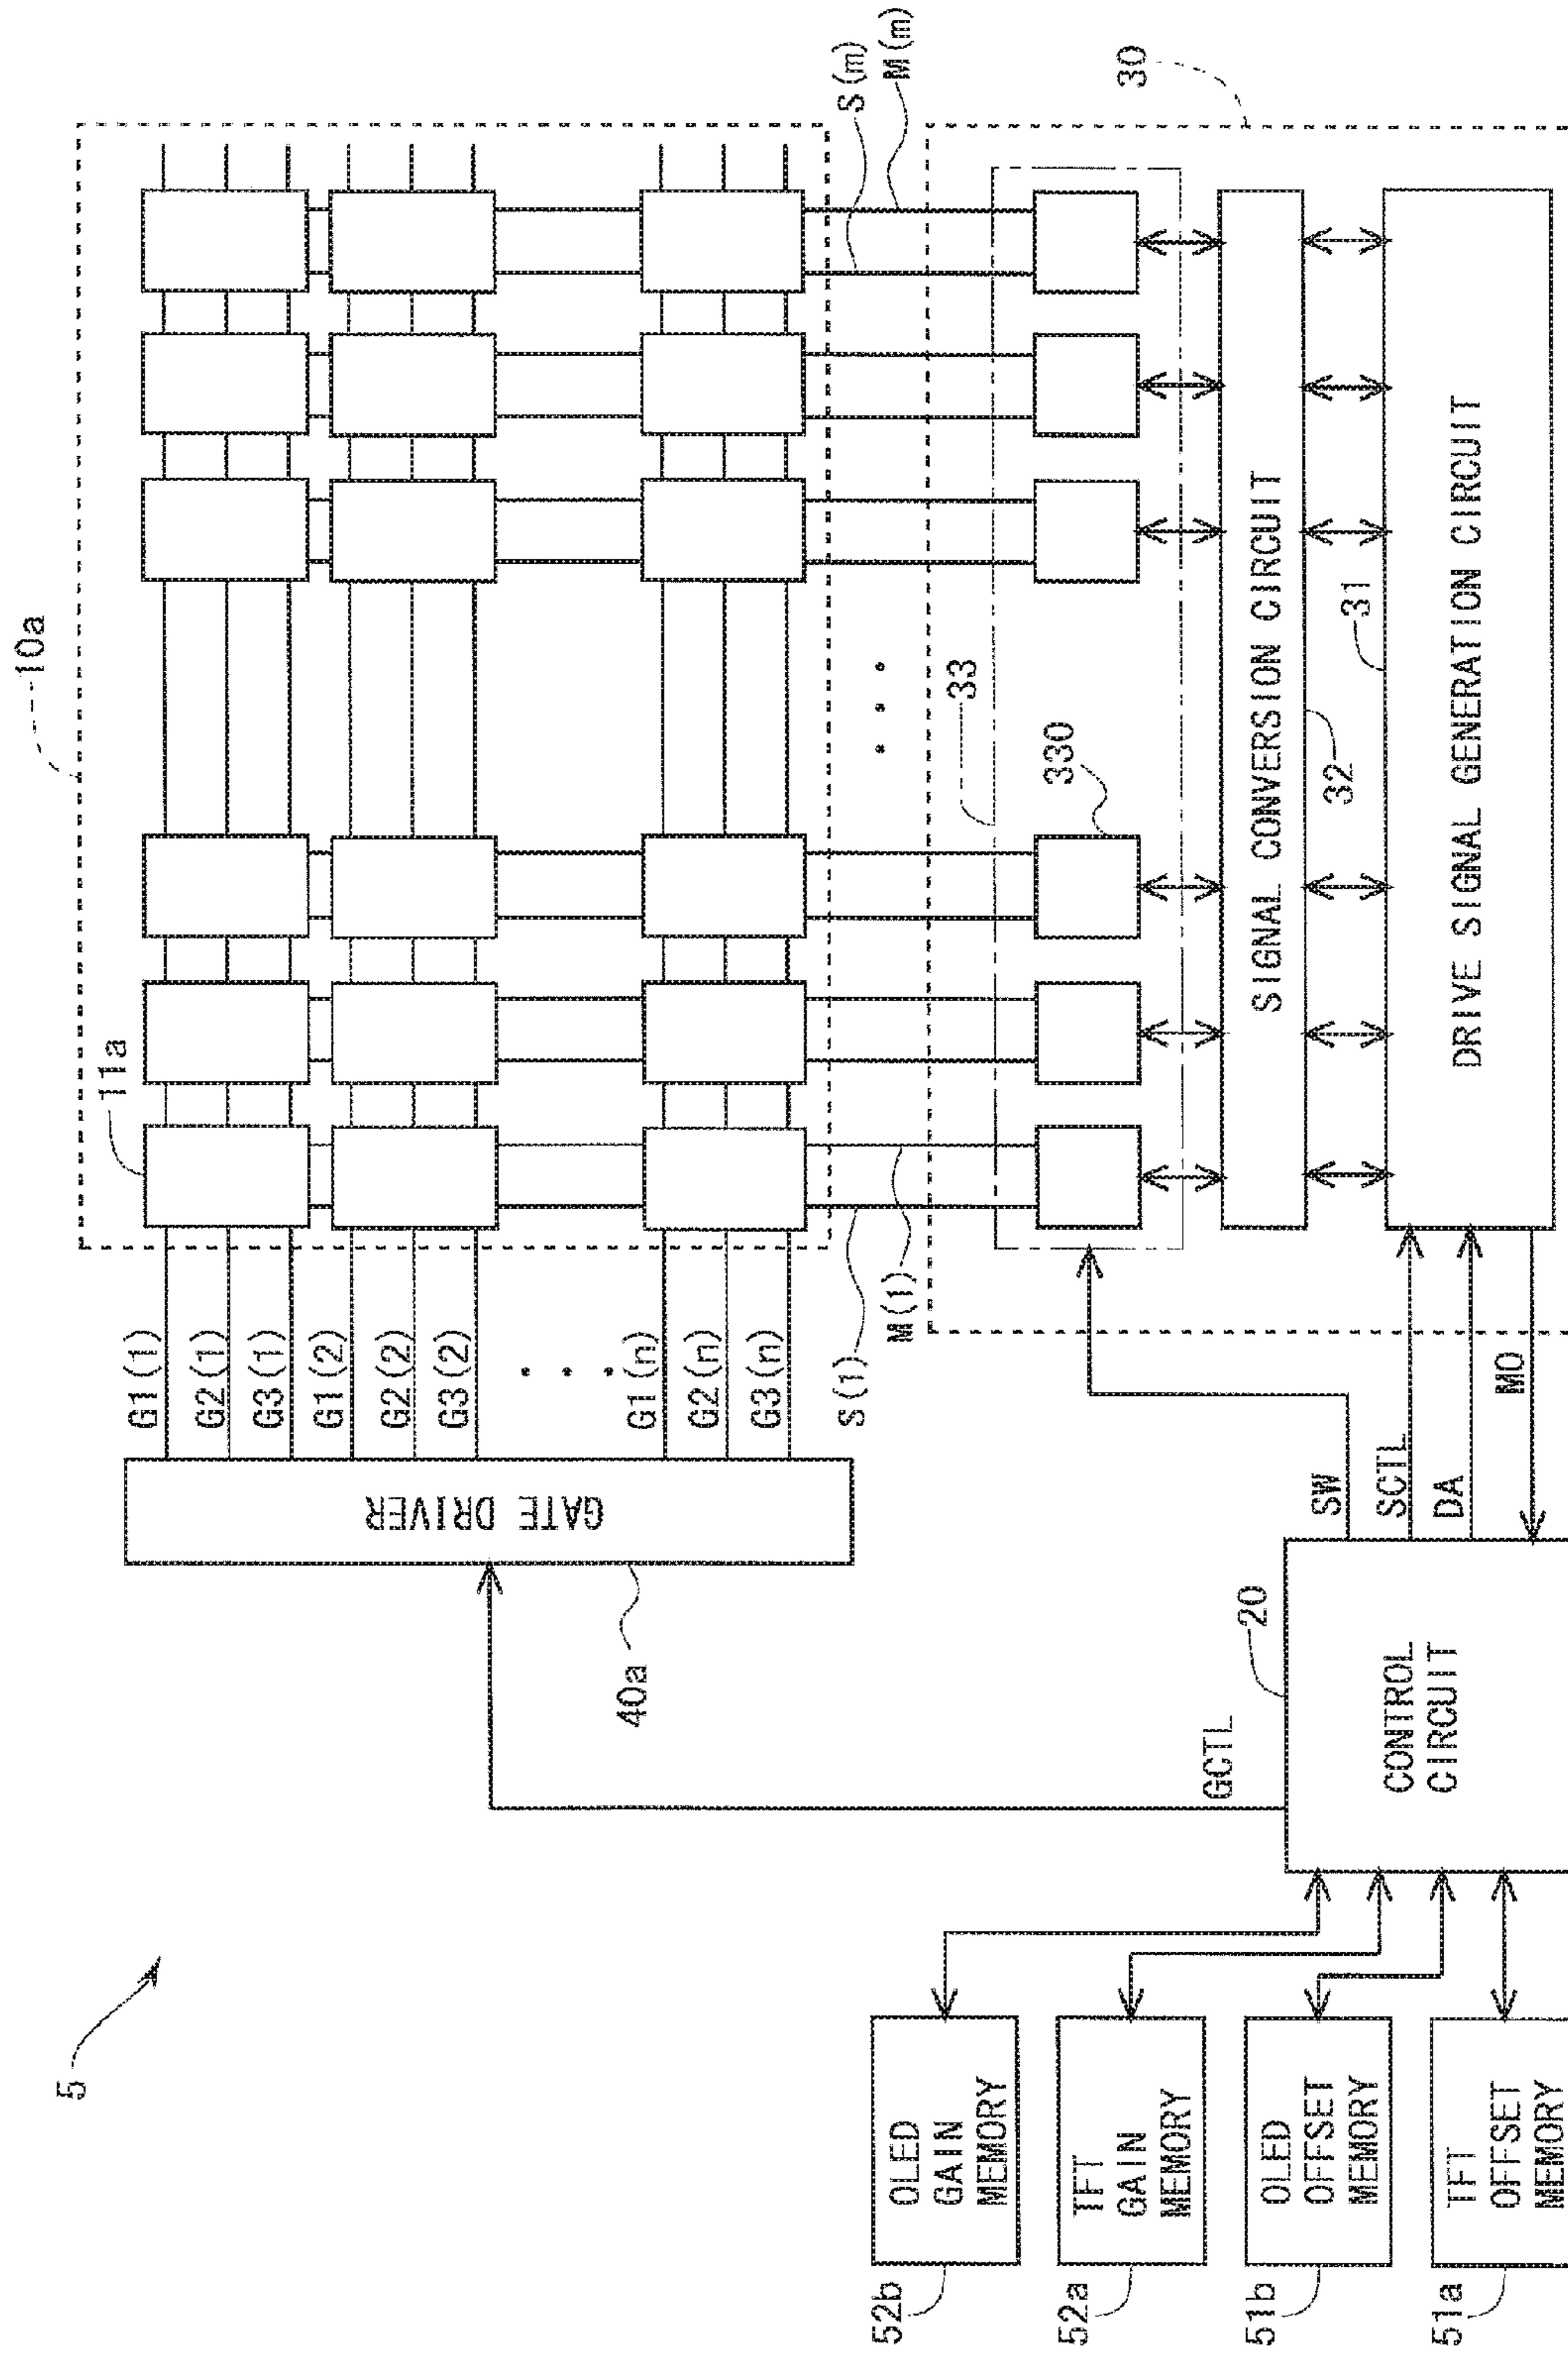 5
10a
11a
G1(1)
G2(1)
G3(1)
G1(2)
G2(2)
G3(2)
. . .
G1(n)
G2(n)
G3(n)
GATE DRIVER
40a
S(1)
M(1)
. . .
S(m)
M(m)
30
33
330
SIGNAL CONVERSION CIRCUIT
32
31
DRIVE SIGNAL GENERATION CIRCUIT
GCTL
20
CONTROL
CIRCUIT
SW
SCTL
DA
MO
52b
OLED
GAIN
MEMORY
52a
TFT
GAIN
MEMORY
51b
OLED
OFFSET
MEMORY
51a
TFT
OFFSET
MEMORY